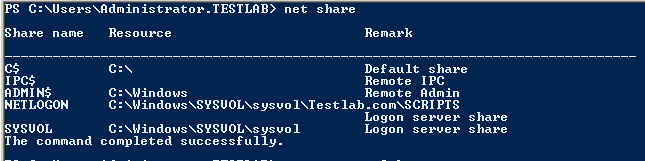 PS C:\Users\Administrator.TESTLAB> net share
Share name Resource Remark
-------------------------------------------------------------------------------
C$ C:\ Default share
IPC$ Remote IPC
ADMIN$ C:\Windows Remote Admin
NETLOGON C:\Windows\SYSVOL\sysvol\Testlab.com\SCRIPTS
Logon server share
SYSVOL C:\Windows\SYSVOL\sysvol Logon server share
The command completed successfully.